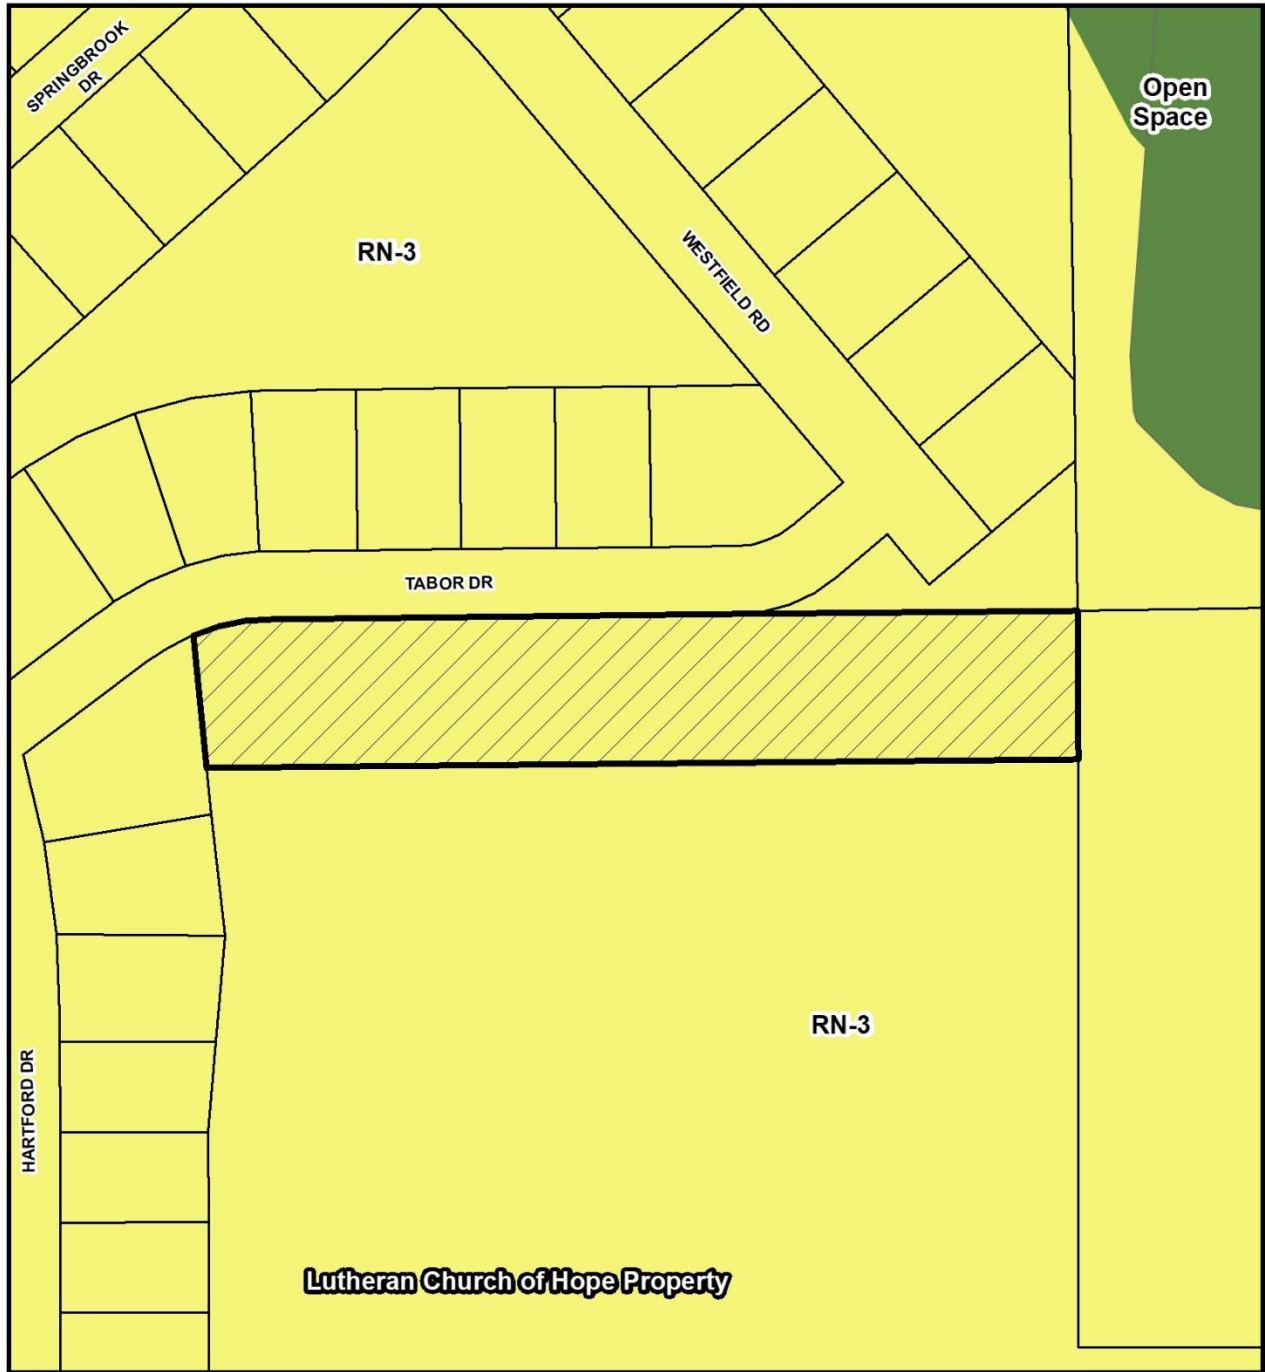 SPRINGBROOK
DR
Open
Space
RN-3
WESTFIELD RD
TABOR DR
RN-3
HARTFORD DR
Lutheran Church of Hope Property